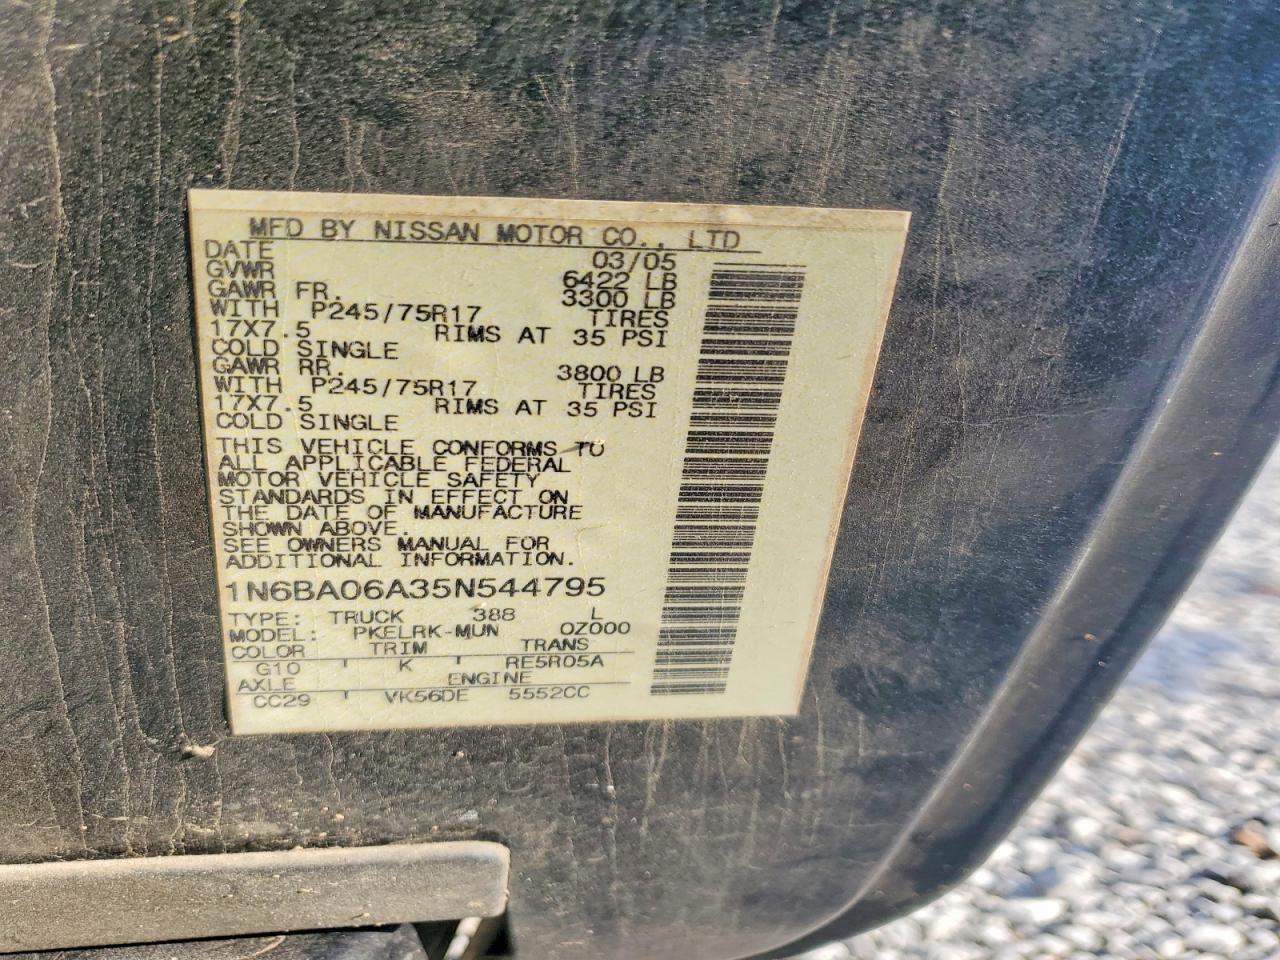 MFD BY NISSAN MOTOR CO., LTD
DATE 03/05
GVWR 6422 LB
GAWR FR. 3300 LB
WITH P245/75R17 TIRES
17X7.5 RIMS AT 35 PSI
COLD SINGLE
GAWR RR. 3800 LB
WITH P245/75R17 TIRES
17X7.5 RIMS AT 35 PSI
COLD SINGLE
THIS VEHICLE CONFORMS TO
ALL APPLICABLE FEDERAL
MOTOR VEHICLE SAFETY
STANDARDS IN EFFECT ON
THE DATE OF MANUFACTURE
SHOWN ABOVE.
SEE OWNERS MANUAL FOR
ADDITIONAL INFORMATION.
1N6BA06A35N544795
TYPE: TRUCK 388 L
MODEL: PKELRK-MUN 0Z000
COLOR TRIM TRANS
G10 K RE5R05A
AXLE ENGINE
CC29 VK56DE 5552CC